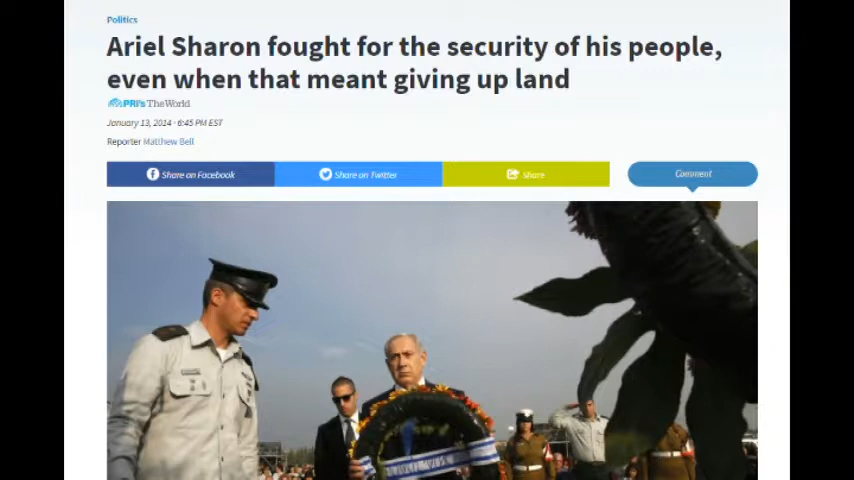 Politics
Ariel Sharon fought for the security of his people,
even when that meant giving up land
PRI's The World
January 13, 2014 · 6:45 PM EST
Reporter Matthew Bell
Share on Facebook
Share on Twitter
Share
Comment